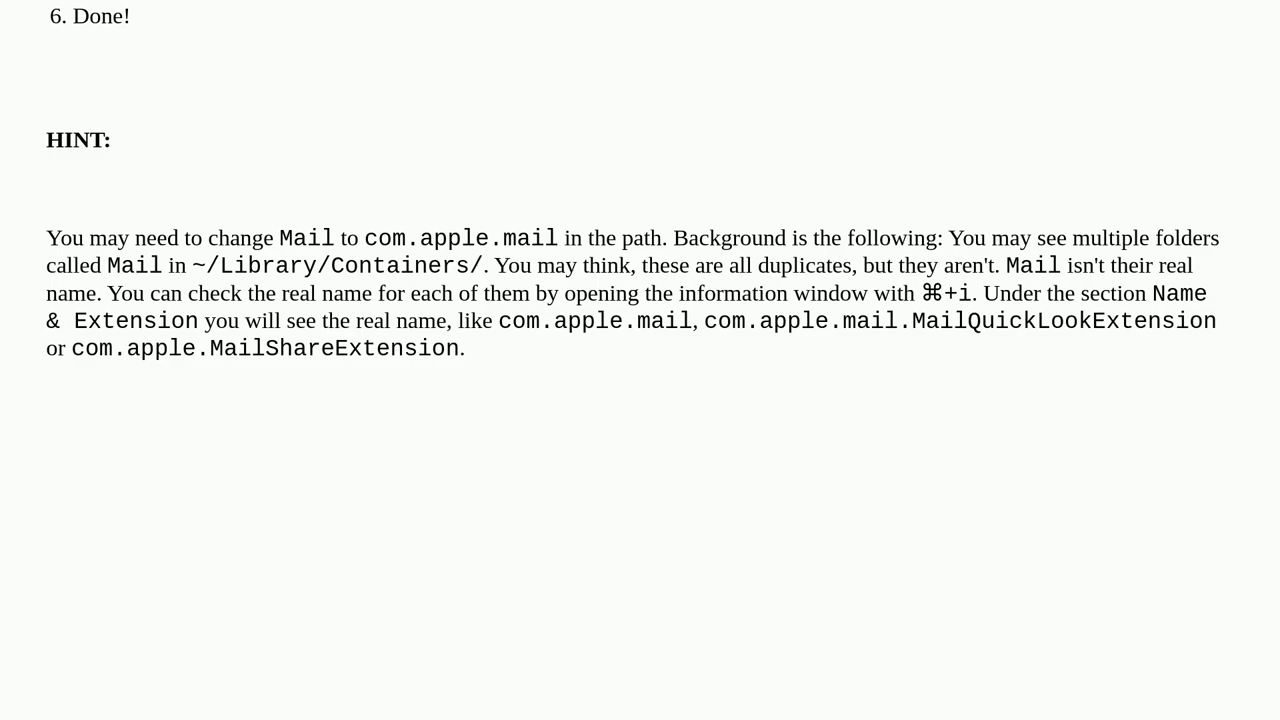 6. Done!
HINT:
You may need to change Mail to com.apple.mail in the path. Background is the following: You may see multiple folders
called Mail in ~/Library/Containers/. You may think, these are all duplicates, but they aren't. Mail isn't their real
name. You can check the real name for each of them by opening the information window with ⌘+i. Under the section Name
& Extension you will see the real name, like com.apple.mail, com.apple.mail.MailQuickLookExtension
or com.apple.MailShareExtension.